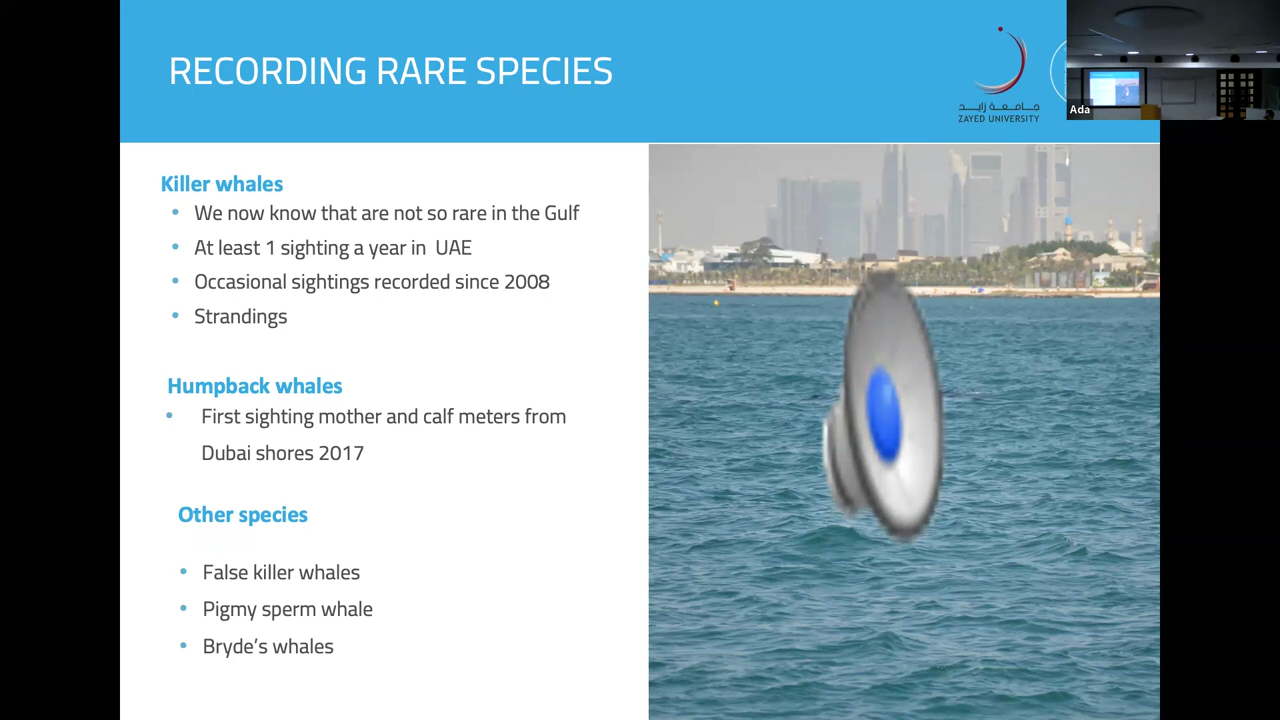 RECORDING RARE SPECIES
جامعة زايد
ZAYED UNIVERSITY
Ada
Killer whales
• We now know that are not so rare in the Gulf
• At least 1 sighting a year in  UAE
• Occasional sightings recorded since 2008
• Strandings
Humpback whales
• First sighting mother and calf meters from
Dubai shores 2017
Other species
• False killer whales
• Pigmy sperm whale
• Bryde’s whales